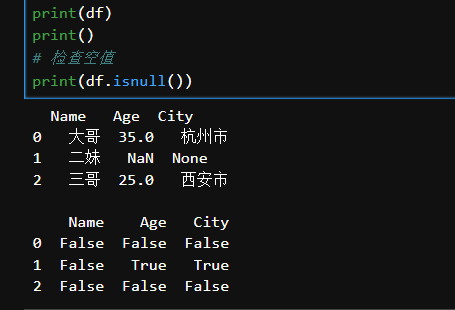 print(df)
print()
# 检查空值
print(df.isnull())
Name Age City
0 大哥 35.0 杭州市
1 二妹 NaN None
2 三哥 25.0 西安市
Name Age City
0 False False False
1 False True True
2 False False False